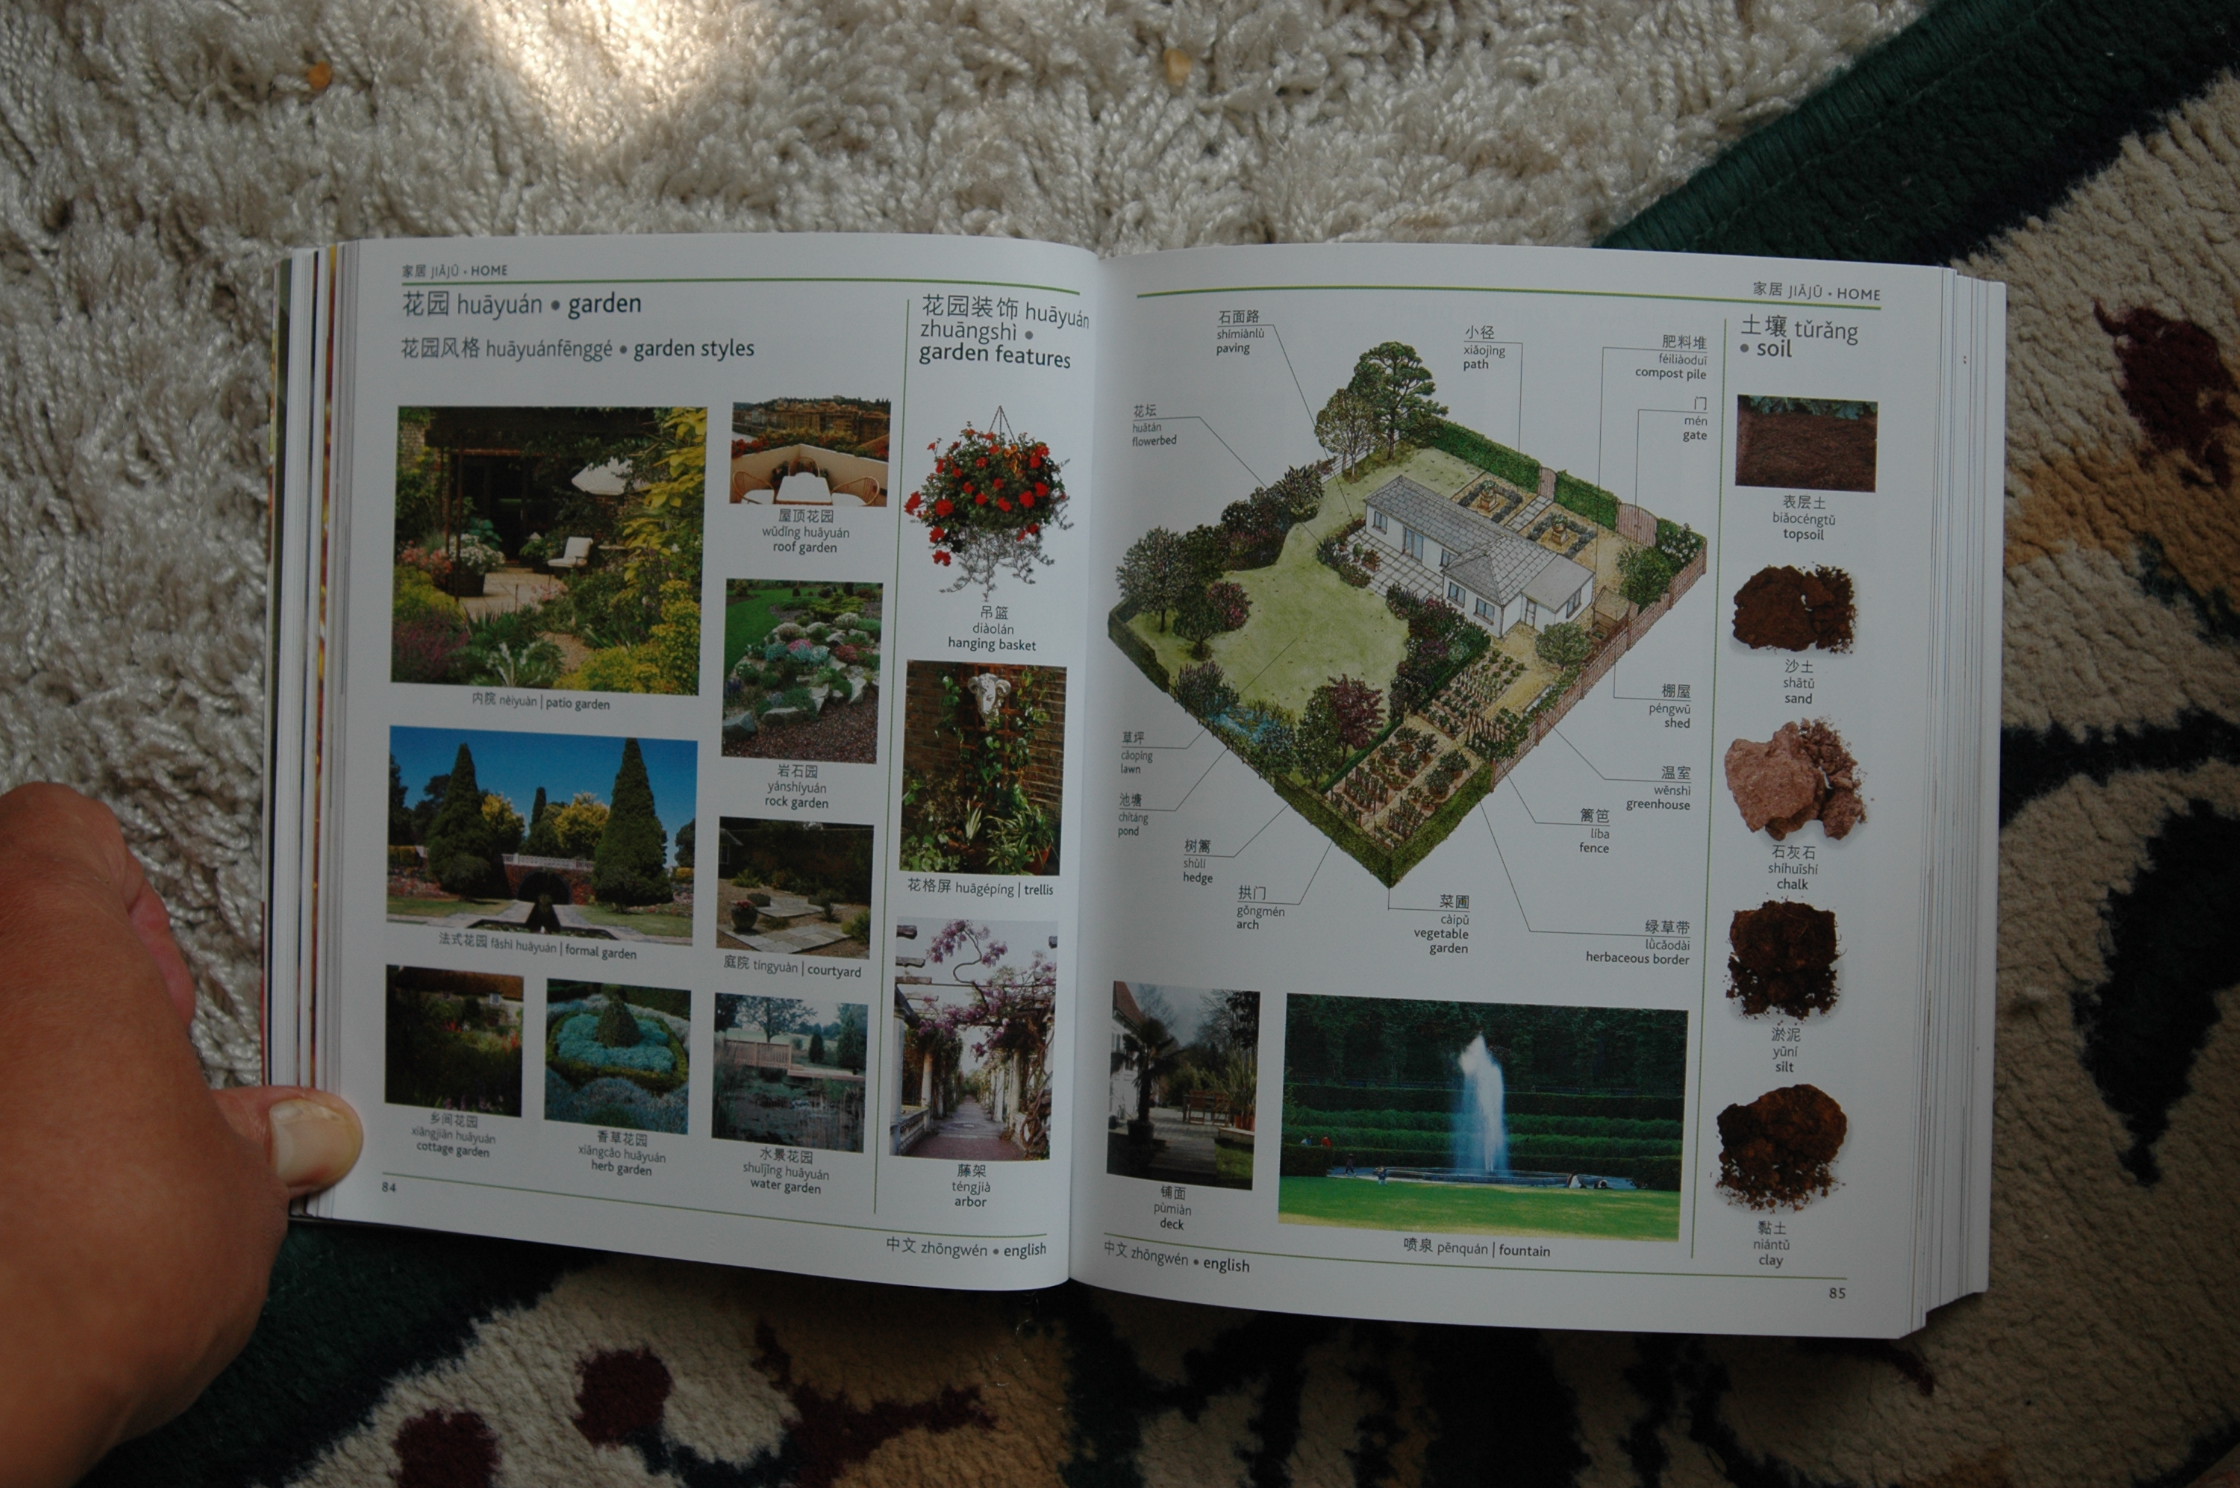 家居 JIĀJŪ • HOME
花园 huāyuán • garden
花园风格 huāyuánfēnggé • garden styles
内院 nèiyuàn | patio garden
法式花园 fǎshì huāyuán | formal garden
乡间花园
xiāngjiān huāyuán
cottage garden
香草花园
xiāngcǎo huāyuán
herb garden
屋顶花园
wūdǐng huāyuán
roof garden
岩石园
yánshíyuán
rock garden
庭院 tíngyuàn | courtyard
水景花园
shuǐjǐng huāyuán
water garden
花园装饰 huāyuán
zhuāngshì •
garden features
吊篮
diàolán
hanging basket
花格屏 huāgépíng | trellis
藤架
téngjià
arbor
84
中文 zhōngwén • english
家居 JIĀJŪ • HOME
石面路
shímiànlù
paving
小径
xiǎojìng
path
肥料堆
féiliàoduī
compost pile
门
mén
gate
花坛
huātán
flowerbed
棚屋
péngwū
shed
温室
wēnshì
greenhouse
篱笆
líba
fence
绿草带
lǜcǎodài
herbaceous border
草坪
cǎopíng
lawn
池塘
chítáng
pond
树篱
shùlí
hedge
拱门
gǒngmén
arch
菜圃
càipǔ
vegetable
garden
铺面
pūmiàn
deck
喷泉 pēnquán | fountain
土壤 tǔrǎng
• soil
表层土
biǎocéngtǔ
topsoil
沙土
shātǔ
sand
石灰石
shíhuīshí
chalk
淤泥
yūní
silt
黏土
niántǔ
clay
中文 zhōngwén • english
85